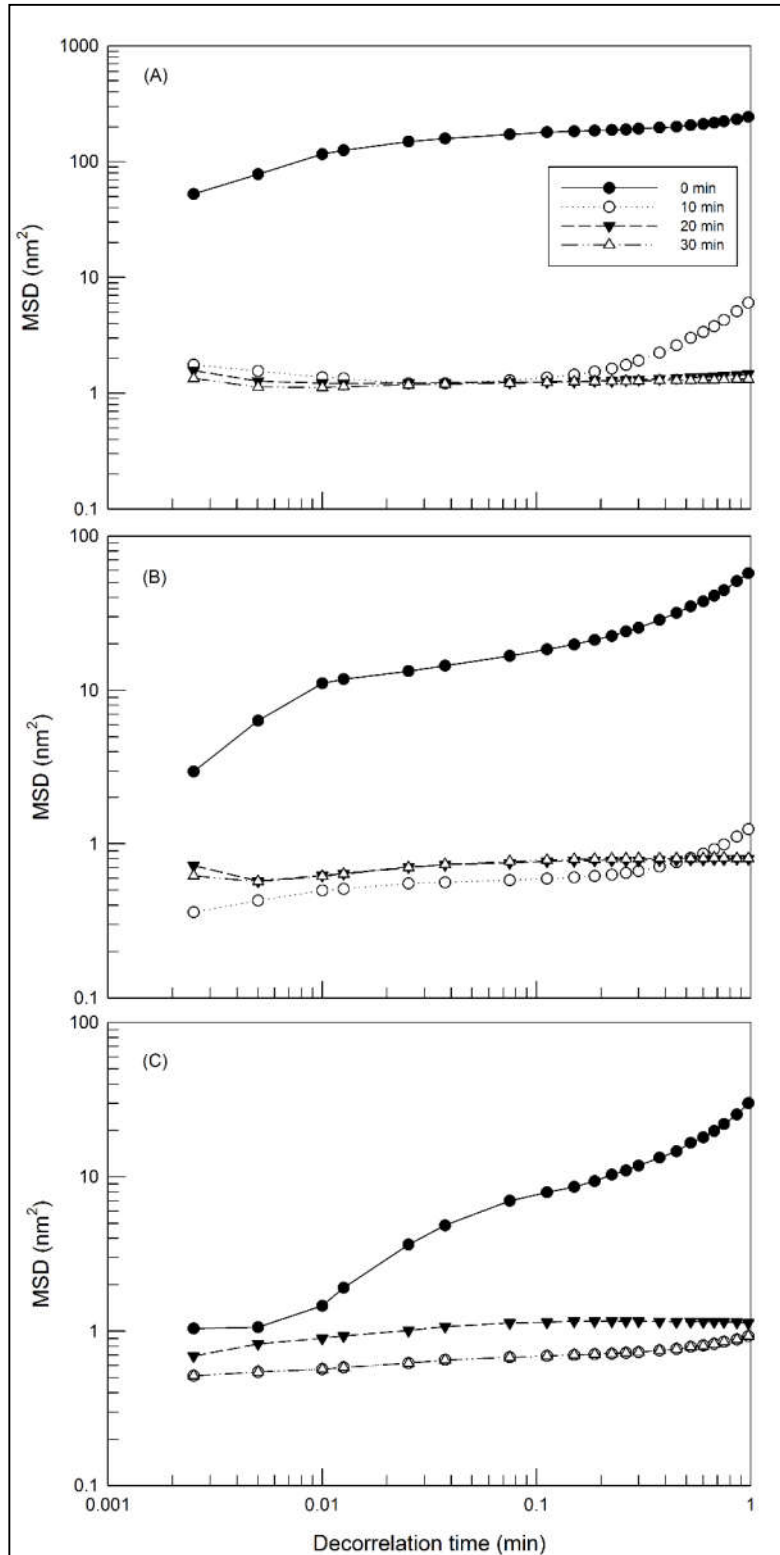 1000
(A)
100
0 min
10 min
20 min
30 min
MSD (nm²)
10
1
0.1
100
(B)
10
MSD (nm²)
1
0.1
100
(C)
10
MSD (nm²)
1
0.1
0.001 0.01 0.1 1
Decorrelation time (min)